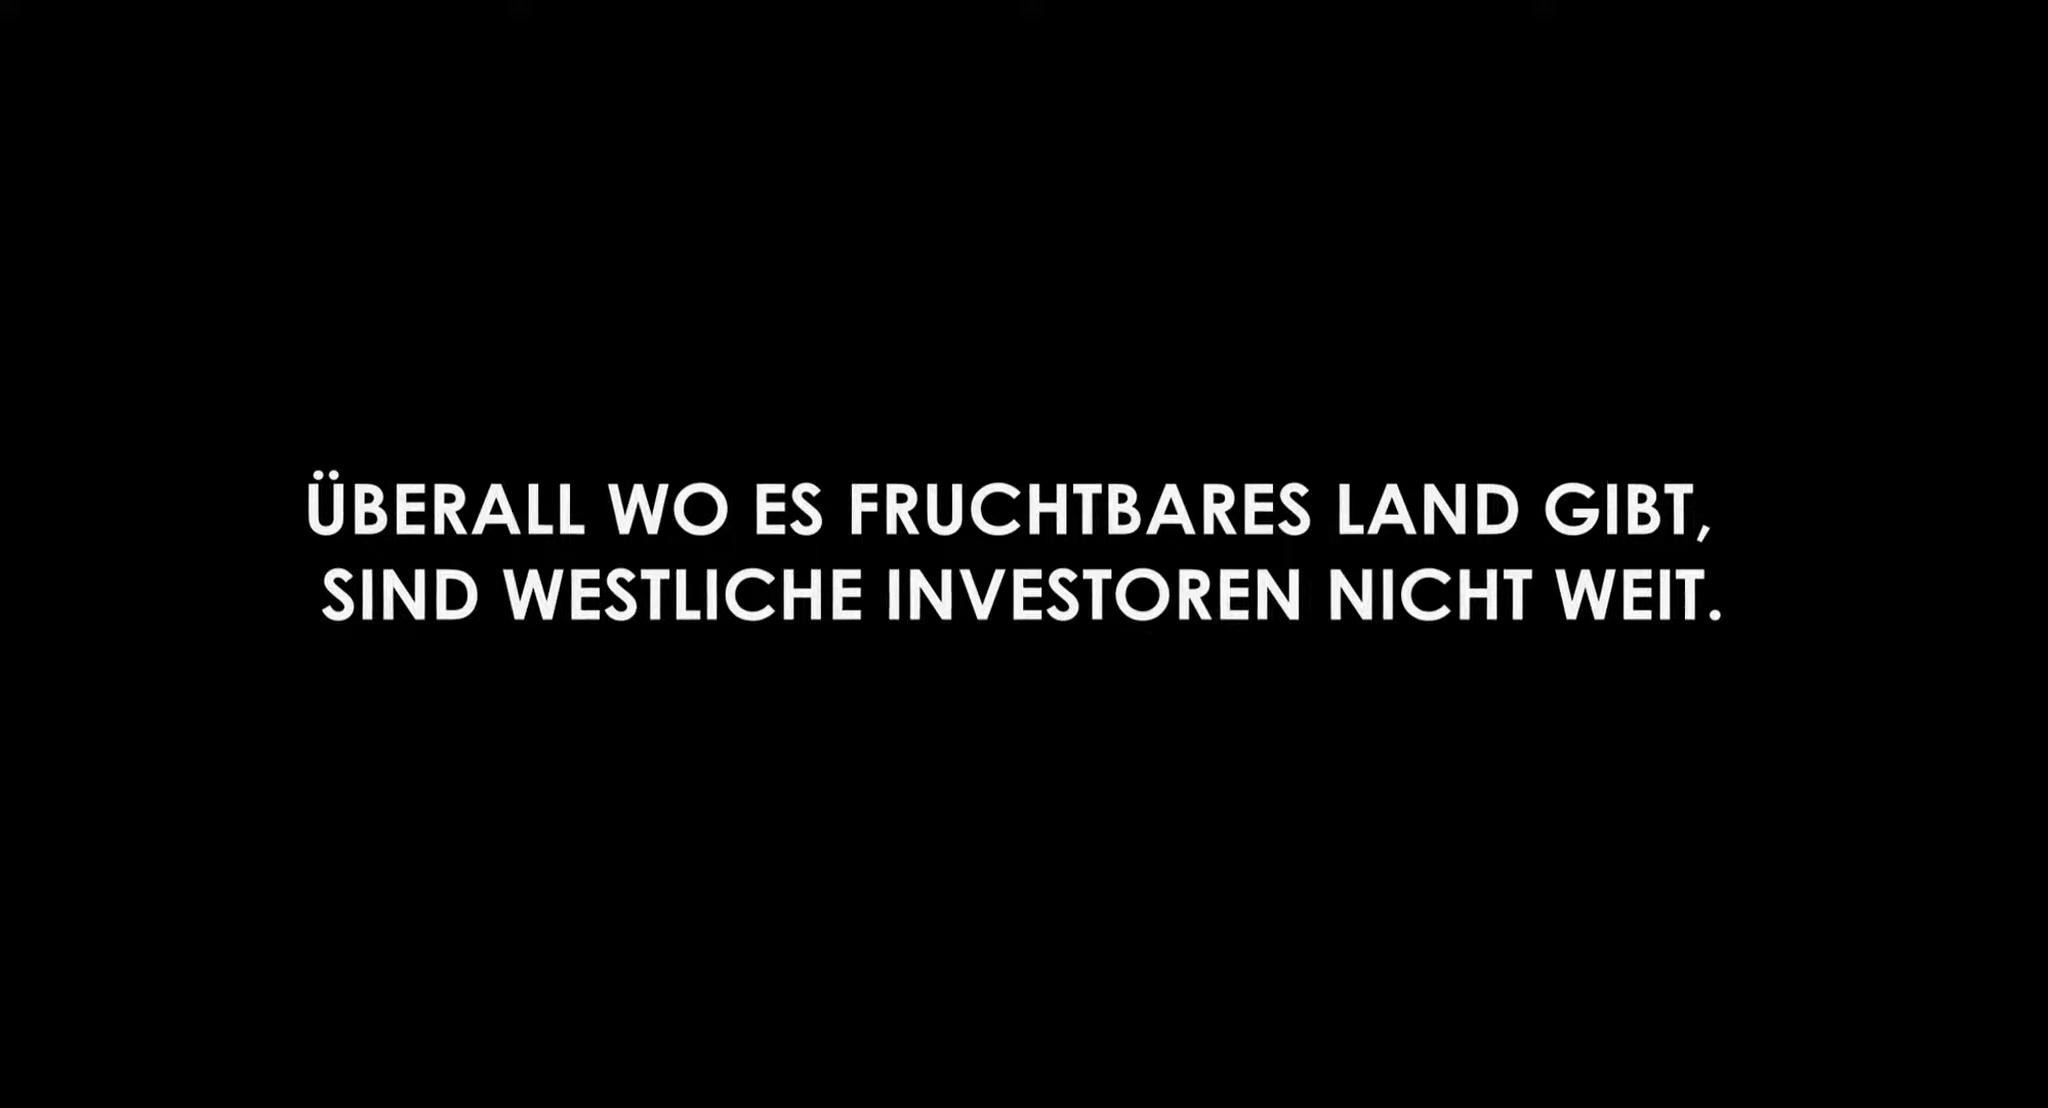 ÜBERALL WO ES FRUCHTBARES LAND GIBT,
SIND WESTLICHE INVESTOREN NICHT WEIT.